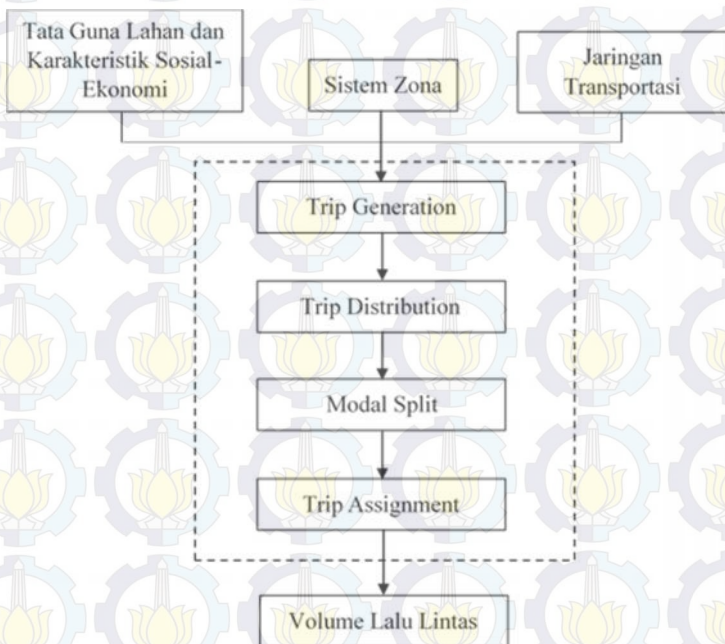 Tata Guna Lahan dan
Karakteristik Sosial-
Ekonomi
Sistem Zona
Jaringan
Transportasi
Trip Generation
Trip Distribution
Modal Split
Trip Assignment
Volume Lalu Lintas